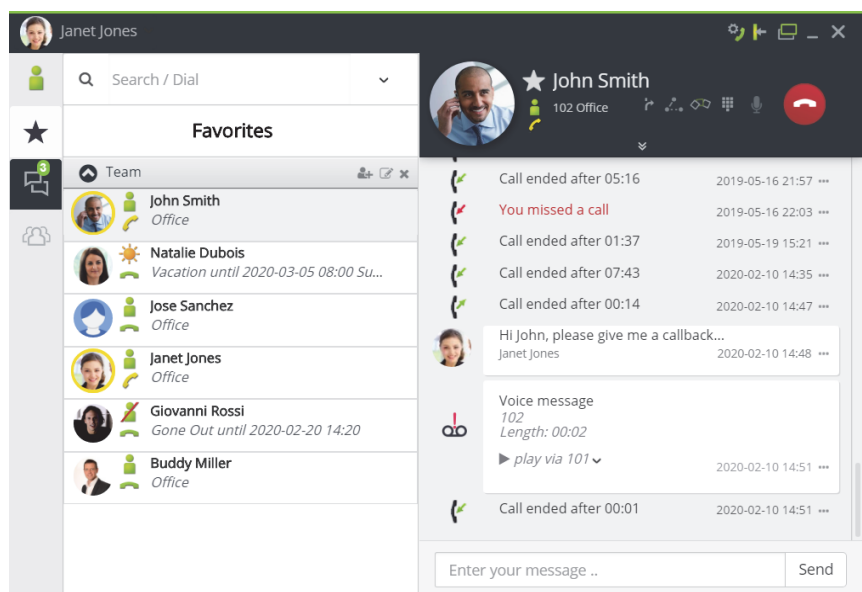 Janet Jones
Search / Dial
Favorites
3
Team
John Smith
Office
Natalie Dubois
Vacation until 2020-03-05 08:00 Su...
Jose Sanchez
Office
Janet Jones
Office
Giovanni Rossi
Gone Out until 2020-02-20 14:20
Buddy Miller
Office
John Smith
102 Office
Call ended after 05:16 2019-05-16 21:57
You missed a call 2019-05-16 22:03
Call ended after 01:37 2019-05-19 15:21
Call ended after 07:43 2020-02-10 14:35
Call ended after 00:14 2020-02-10 14:47
Hi John, please give me a callback...
Janet Jones 2020-02-10 14:48
Voice message
102
Length: 00:02
play via 101
2020-02-10 14:51
Call ended after 00:01 2020-02-10 14:51
Enter your message .. Send